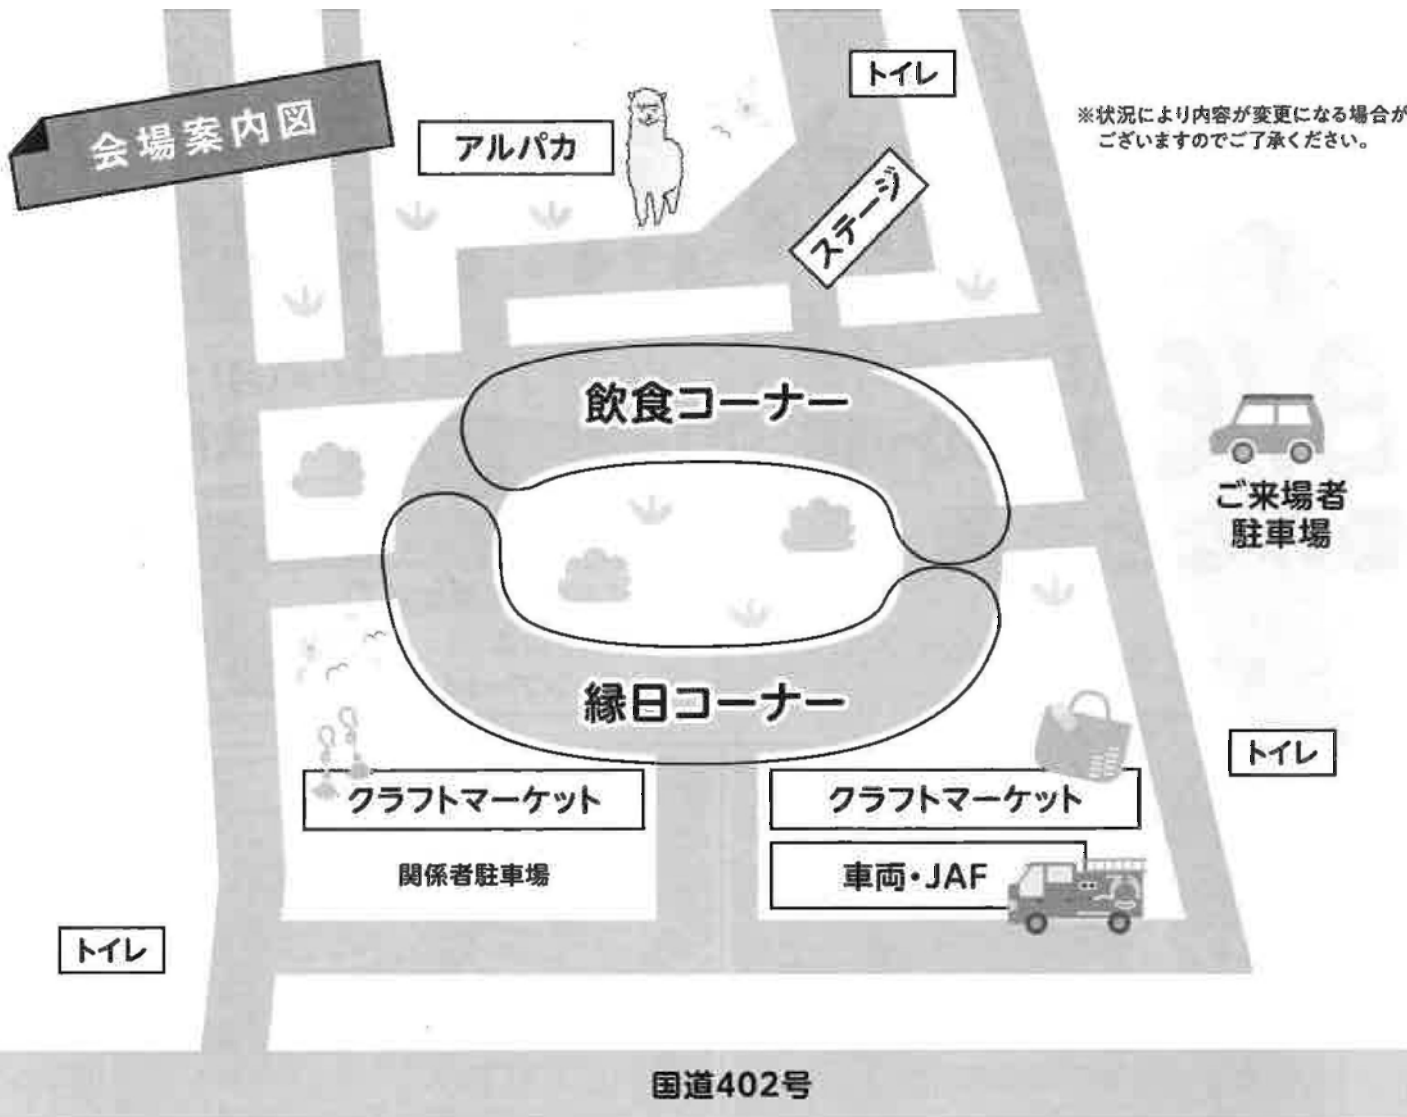 会場案内図
トイレ
※状況により内容が変更になる場合が
ございますのでご了承ください。
アルパカ
ステージ
飲食コーナー
ご来場者
駐車場
縁日コーナー
トイレ
クラフトマーケット
クラフトマーケット
関係者駐車場
車両・JAF
トイレ
国道402号